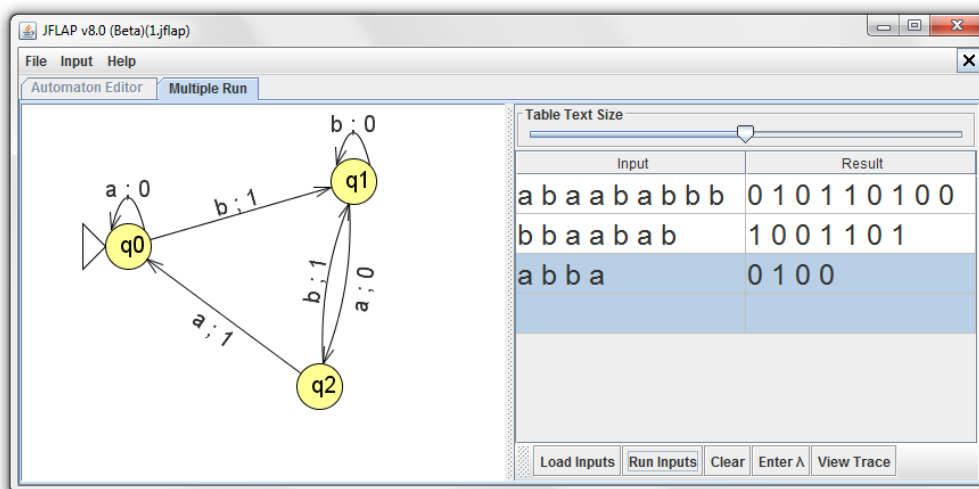 JFLAP v8.0 (Beta)(1.jflap)
File Input Help
Automaton Editor Multiple Run
b ; 0
q1
a ; 0
b ; 1
q0
b ; 1
a ; 0
a ; 1
q2
Table Text Size
Input Result
a b a a b a b b b 0 1 0 1 1 0 1 0 0
b b a a b a b 1 0 0 1 1 0 1
a b b a 0 1 0 0
Load Inputs Run Inputs Clear Enter λ View Trace